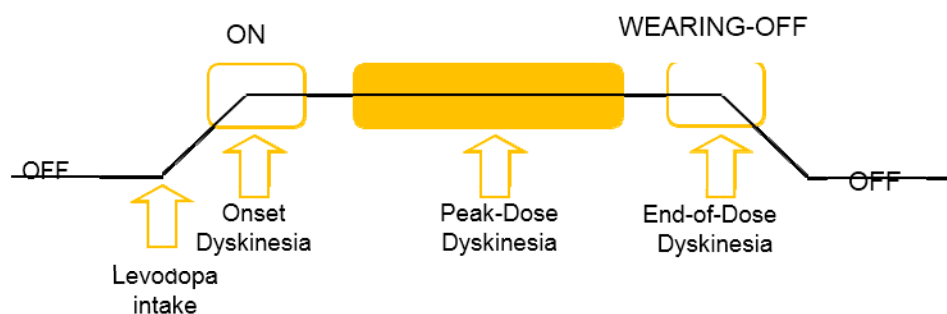 ON
WEARING-OFF
OFF
OFF
Onset
Dyskinesia
Peak-Dose
Dyskinesia
End-of-Dose
Dyskinesia
Levodopa
intake